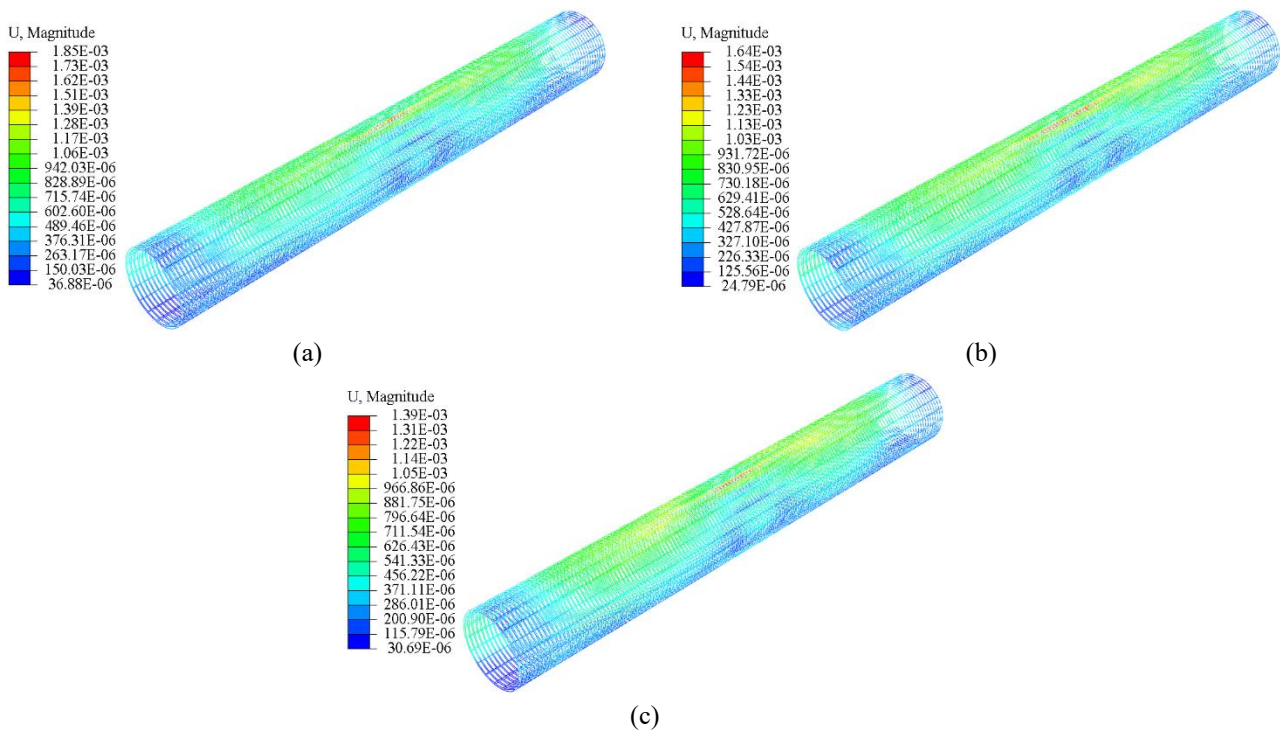 U, Magnitude
1.85E-03
1.73E-03
1.62E-03
1.51E-03
1.39E-03
1.28E-03
1.17E-03
1.06E-03
942.03E-06
828.89E-06
715.74E-06
602.60E-06
489.46E-06
376.31E-06
263.17E-06
150.03E-06
36.88E-06
(a)
U, Magnitude
1.64E-03
1.54E-03
1.44E-03
1.33E-03
1.23E-03
1.13E-03
1.03E-03
931.72E-06
830.95E-06
730.18E-06
629.41E-06
528.64E-06
427.87E-06
327.10E-06
226.33E-06
125.56E-06
24.79E-06
(b)
U, Magnitude
1.39E-03
1.31E-03
1.22E-03
1.14E-03
1.05E-03
966.86E-06
881.75E-06
796.64E-06
711.54E-06
626.43E-06
541.33E-06
456.22E-06
371.11E-06
286.01E-06
200.90E-06
115.79E-06
30.69E-06
(c)